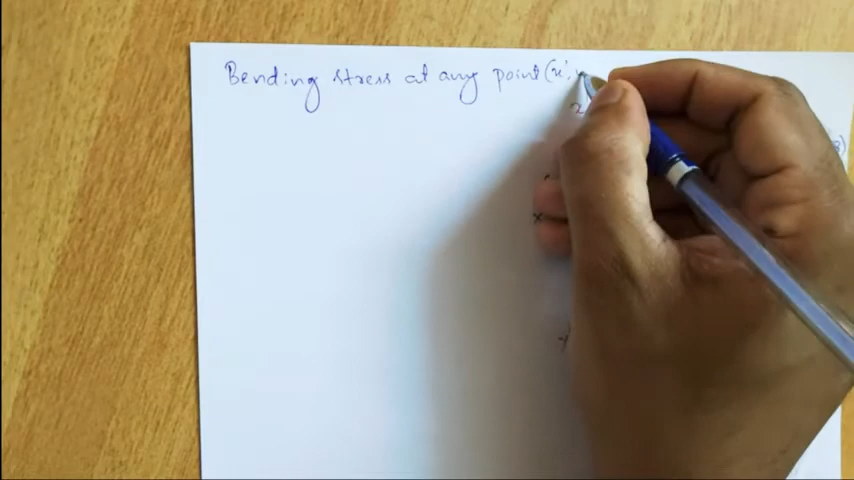 Bending stress at any point (x',
x